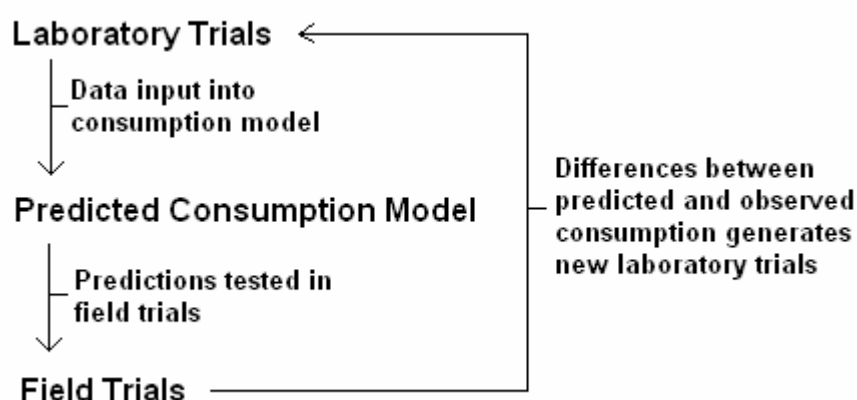 Laboratory Trials
Data input into
consumption model
Differences between
predicted and observed
consumption generates
new laboratory trials
Predicted Consumption Model
Predictions tested in
field trials
Field Trials